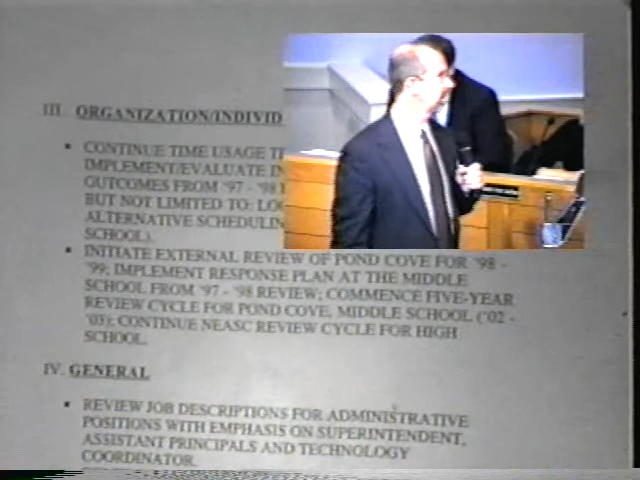 III. ORGANIZATION/INDIVID
▪ CONTINUE TIME USAGE
IMPLEMENT/EVALUATE
OUTCOMES FROM '97 - '98
BUT NOT LIMITED TO:
ALTERNATIVE SCHEDULIN
SCHOOL).
▪ INITIATE EXTERNAL REVIEW OF POND COVE FOR '98 -
'99; IMPLEMENT RESPONSE PLAN AT THE MIDDLE
SCHOOL FROM '97 - '98 REVIEW; COMMENCE FIVE-YEAR
REVIEW CYCLE FOR POND COVE, MIDDLE SCHOOL ('02 -
'03); CONTINUE NEASC REVIEW CYCLE FOR HIGH
SCHOOL.
IV. GENERAL
▪ REVIEW JOB DESCRIPTIONS FOR ADMINISTRATIVE
POSITIONS WITH EMPHASIS ON SUPERINTENDENT,
ASSISTANT PRINCIPALS AND TECHNOLOGY
COORDINATOR.